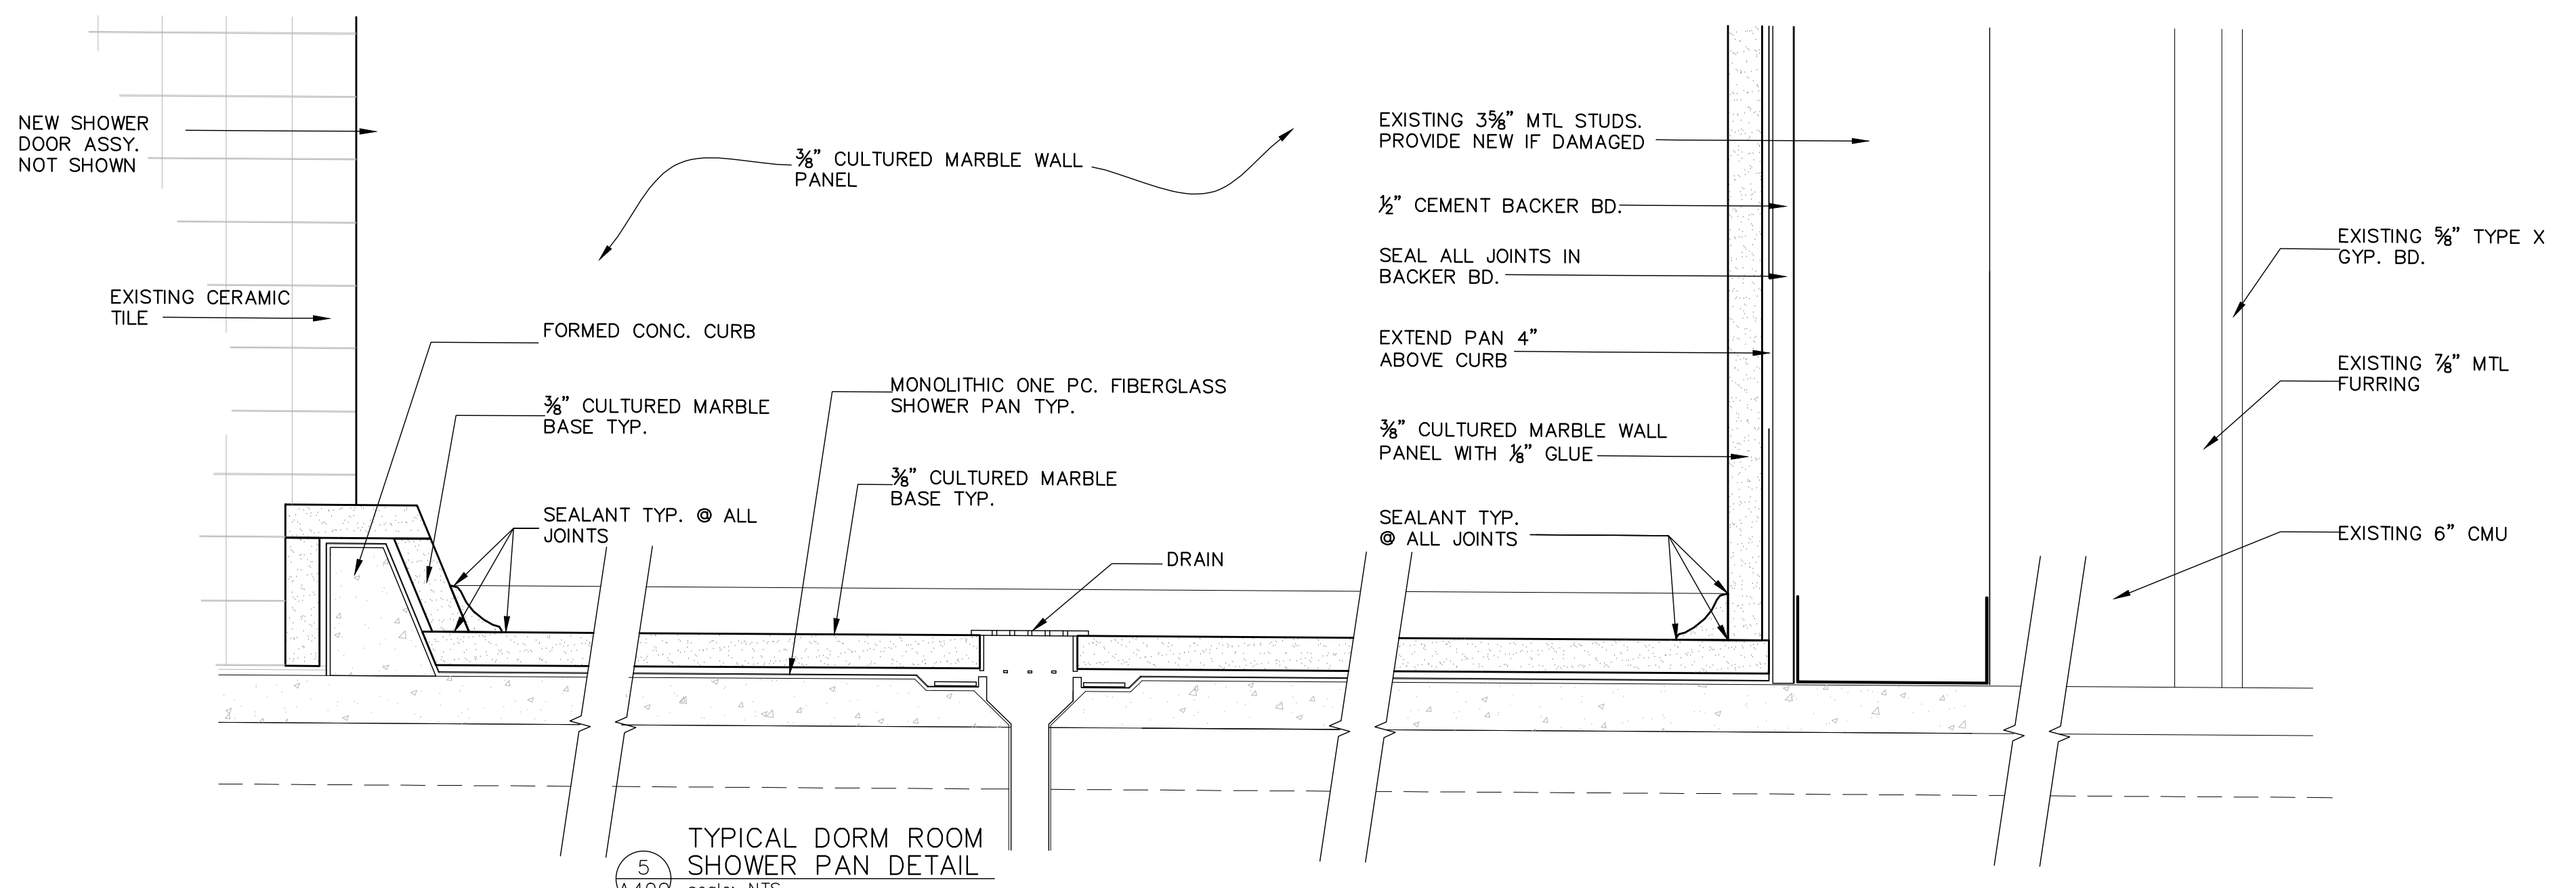 NEW SHOWER
DOOR ASSY.
NOT SHOWN
EXISTING CERAMIC
TILE
FORMED CONC. CURB
⅜” CULTURED MARBLE
BASE TYP.
SEALANT TYP. @ ALL
JOINTS
⅜” CULTURED MARBLE WALL
PANEL
MONOLITHIC ONE PC. FIBERGLASS
SHOWER PAN TYP.
⅜” CULTURED MARBLE
BASE TYP.
DRAIN
EXISTING 3⅝” MTL STUDS.
PROVIDE NEW IF DAMAGED
½” CEMENT BACKER BD.
SEAL ALL JOINTS IN
BACKER BD.
EXTEND PAN 4”
ABOVE CURB
⅜” CULTURED MARBLE WALL
PANEL WITH ⅛” GLUE
SEALANT TYP.
@ ALL JOINTS
EXISTING ⅝” TYPE X
GYP. BD.
EXISTING ⅞” MTL
FURRING
EXISTING 6” CMU
5
A400
TYPICAL DORM ROOM
SHOWER PAN DETAIL
scale: NTS